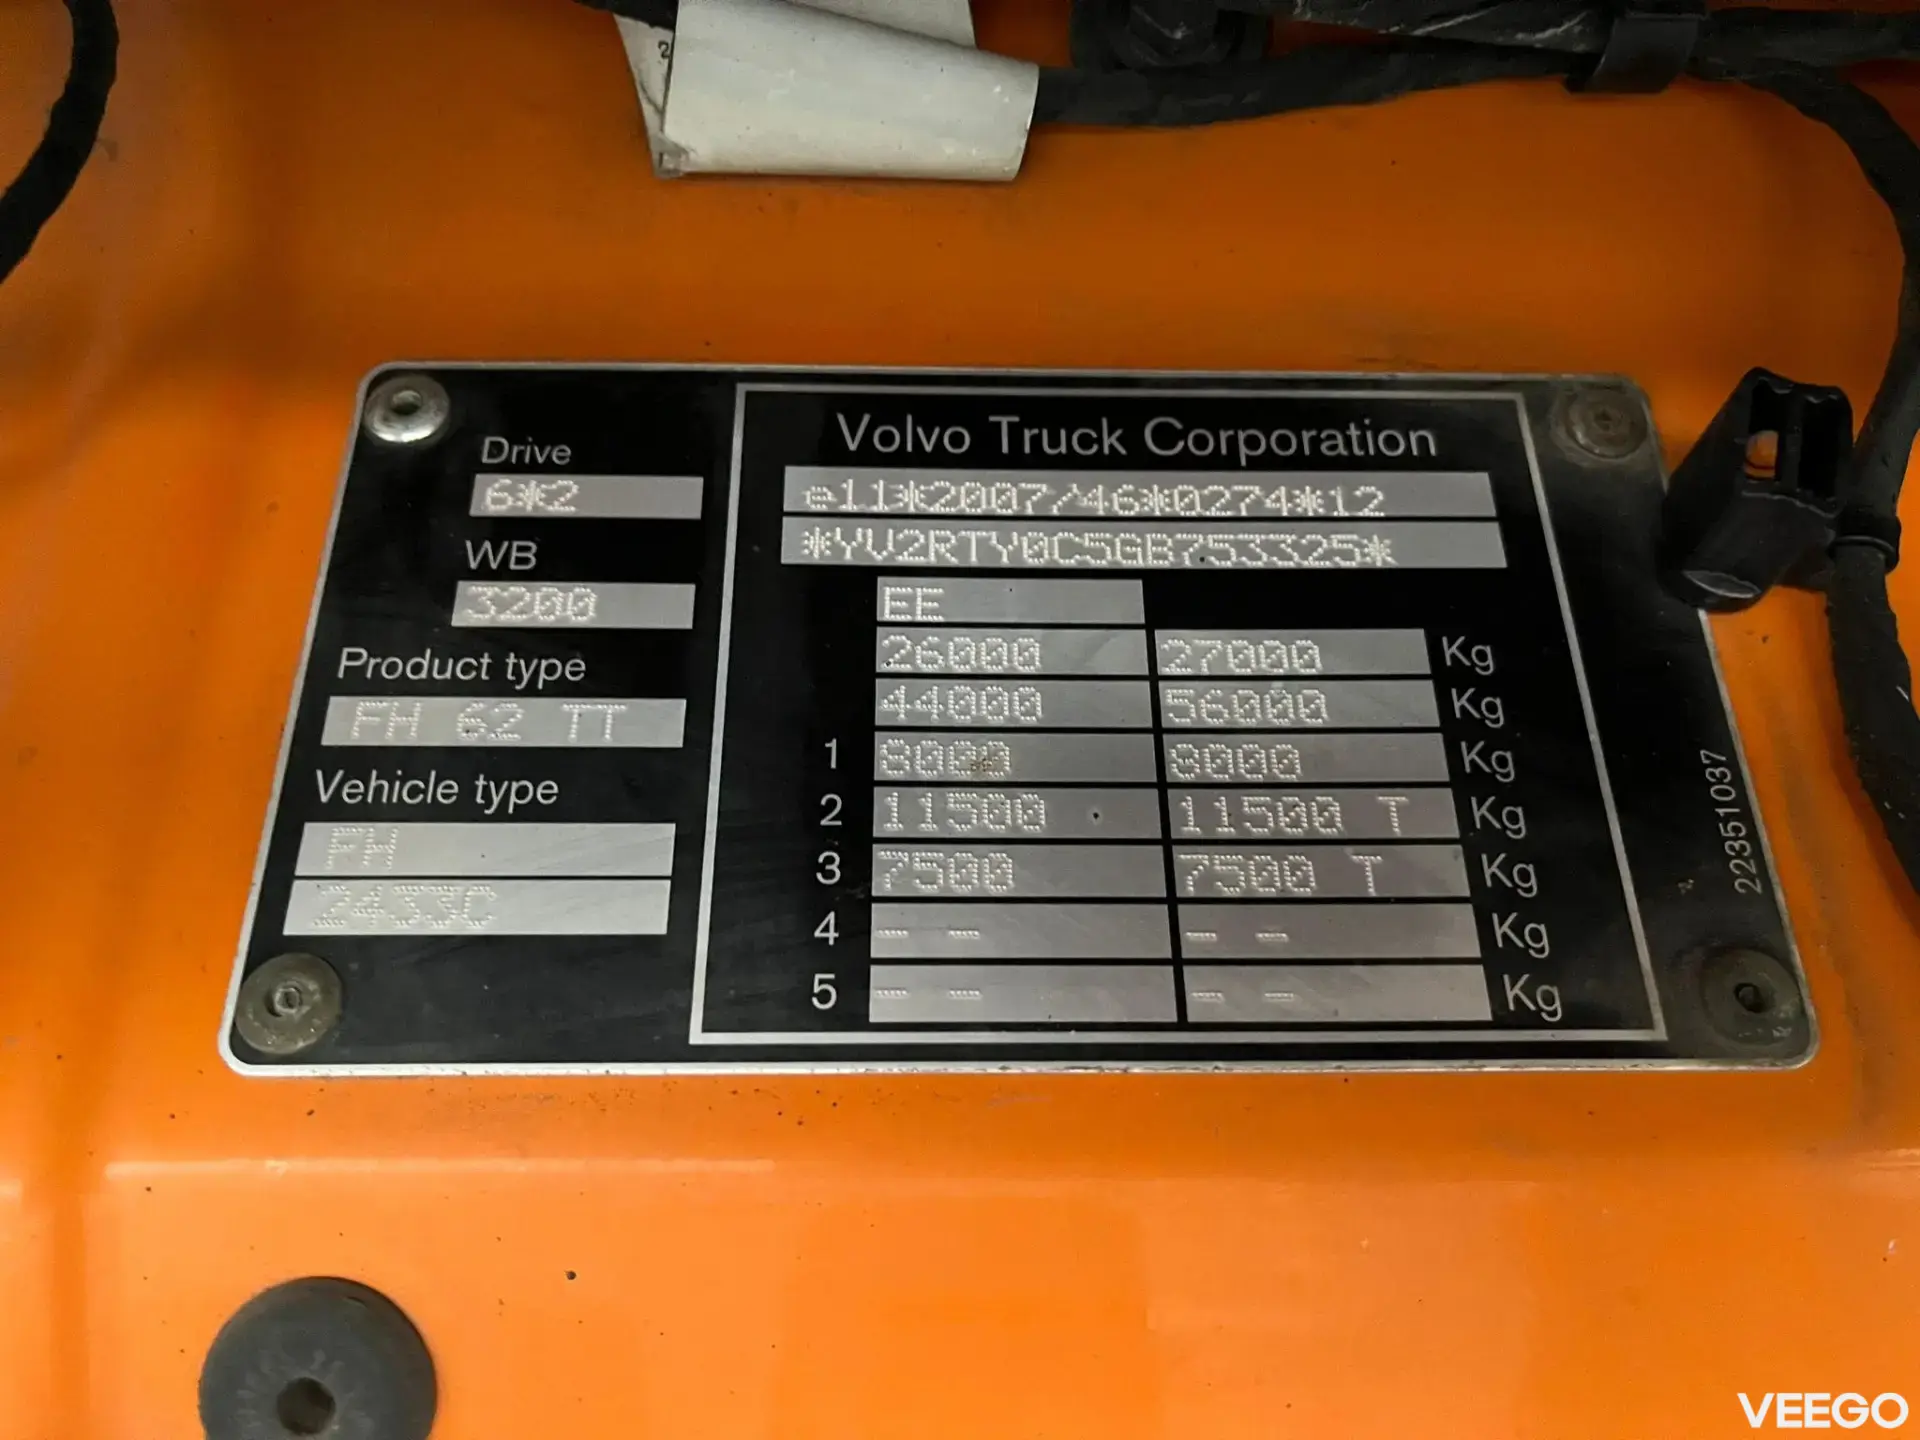 2
Drive
6*2
WB
3200
Product type
FH 62 TT
Vehicle type
FH
2433C
Volvo Truck Corporation
e11*2007/46*0274*12
*YV2RTY0C5GB753325*
EE
26000 27000 Kg
44000 56000 Kg
1 8000 8000 Kg
2 11500 11500 T Kg
3 7500 7500 T Kg
4 - - - - Kg
5 - - - - Kg
22351037
VEEGO